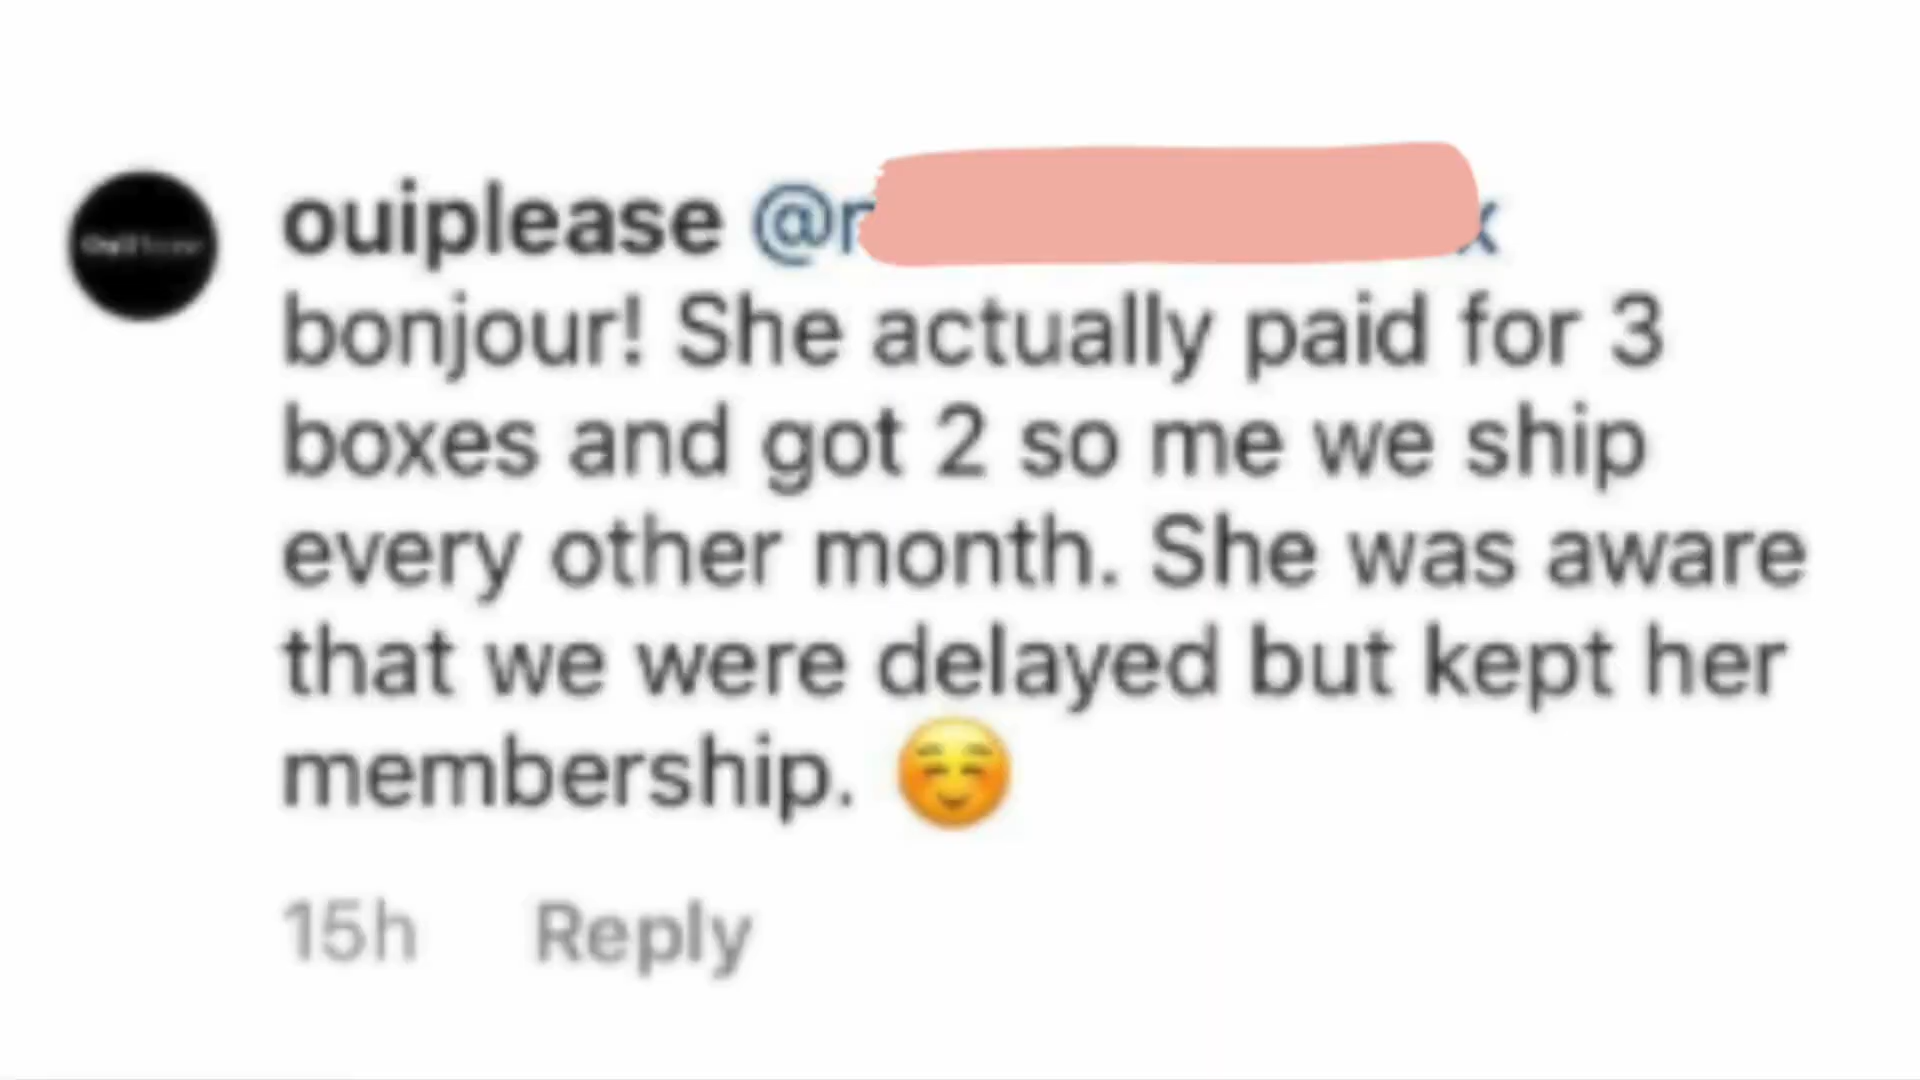 ouiplease
bonjour! She actually paid for 3
boxes and got 2 so me we ship
every other month. She was aware
that we were delayed but kept her
membership. ☺️
15h Reply